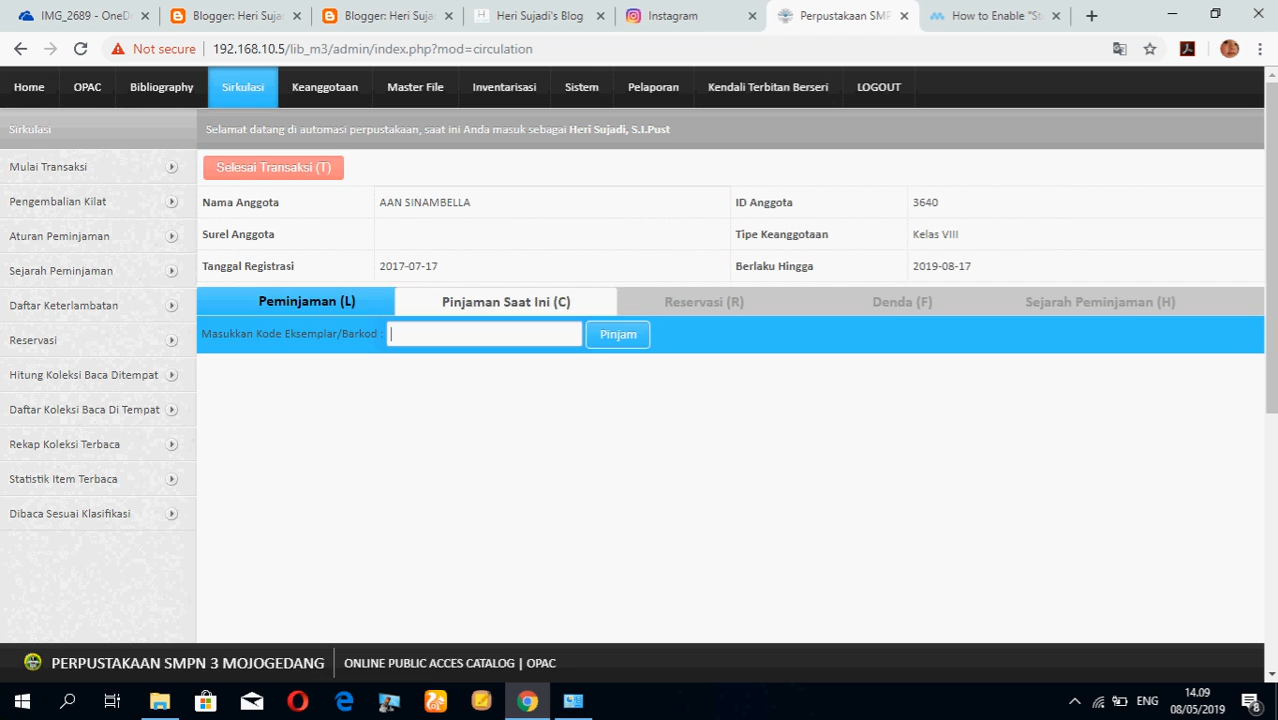 IMG_2689 - OneD
Blogger: Heri Suja
Blogger: Heri Suja
Heri Sujadi's Blog
Instagram
Perpustakaan SMP
How to Enable "St
Not secure
192.168.10.5/lib_m3/admin/index.php?mod=circulation
Home
OPAC
Bibliography
Sirkulasi
Keanggotaan
Master File
Inventarisasi
Sistem
Pelaporan
Kendali Terbitan Berseri
LOGOUT
Sirkulasi
Selamat datang di automasi perpustakaan, saat ini Anda masuk sebagai Heri Sujadi, S.I.Pust
Mulai Transaksi
Pengembalian Kilat
Aturan Peminjaman
Sejarah Peminjaman
Daftar Keterlambatan
Reservasi
Hitung Koleksi Baca Ditempat
Daftar Koleksi Baca Di Tempat
Rekap Koleksi Terbaca
Statistik Item Terbaca
Dibaca Sesuai Klasifikasi
Selesai Transaksi (T)
Nama Anggota AAN SINAMBELLA ID Anggota 3640
Surel Anggota Tipe Keanggotaan Kelas VIII
Tanggal Registrasi 2017-07-17 Berlaku Hingga 2019-08-17
Peminjaman (L) Pinjaman Saat Ini (C) Reservasi (R) Denda (F) Sejarah Peminjaman (H)
Masukkan Kode Eksemplar/Barkod : Pinjam
PERPUSTAKAAN SMPN 3 MOJOGEDANG ONLINE PUBLIC ACCES CATALOG | OPAC
ENG
14.09
08/05/2019
8